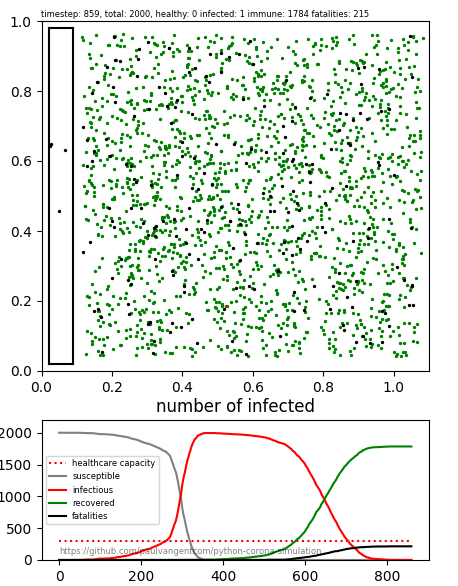 timestep: 859, total: 2000, healthy: 0 infected: 1 immune: 1784 fatalities: 215
1.0
0.8
0.6
0.4
0.2
0.0
0.0 0.2 0.4 0.6 0.8 1.0
number of infected
2000
1500
1000
500
0
healthcare capacity
susceptible
infectious
recovered
fatalities
https://github.com/paulvangentcom/python-corona-simulation
0 200 400 600 800